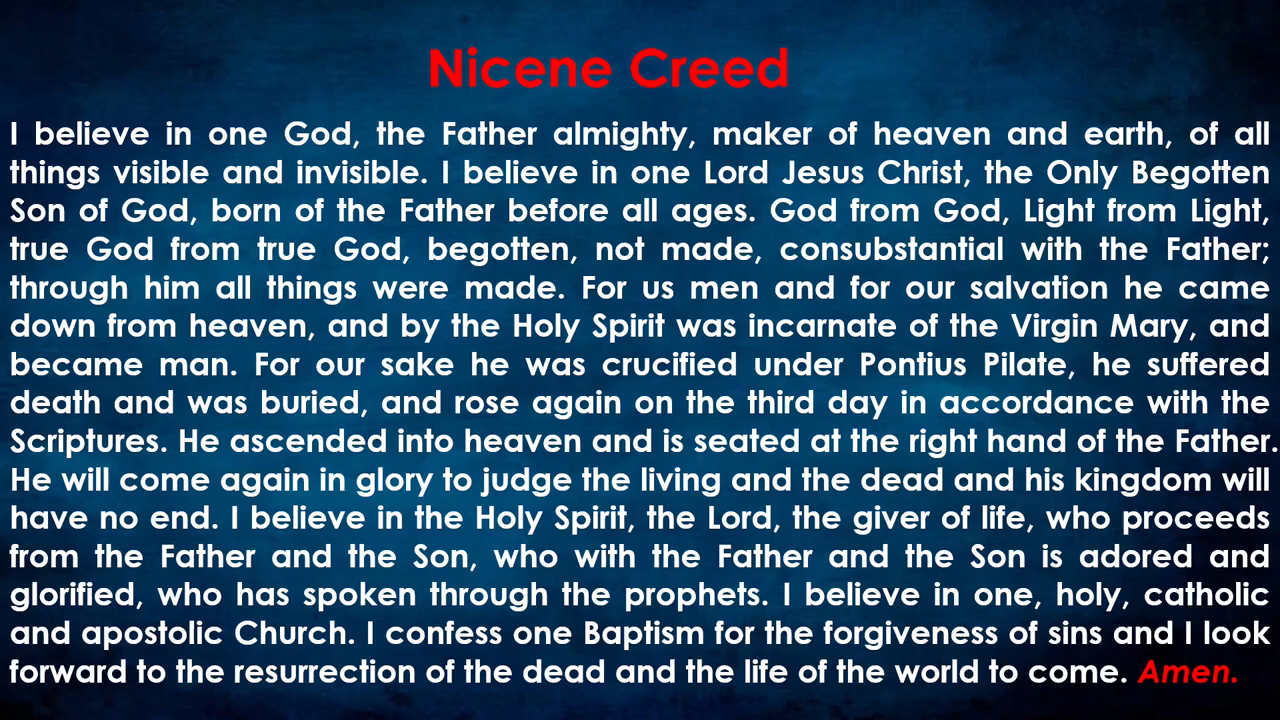 Nicene Creed
I believe in one God, the Father almighty, maker of heaven and earth, of all
things visible and invisible. I believe in one Lord Jesus Christ, the Only Begotten
Son of God, born of the Father before all ages. God from God, Light from Light,
true God from true God, begotten, not made, consubstantial with the Father;
through him all things were made. For us men and for our salvation he came
down from heaven, and by the Holy Spirit was incarnate of the Virgin Mary, and
became man. For our sake he was crucified under Pontius Pilate, he suffered
death and was buried, and rose again on the third day in accordance with the
Scriptures. He ascended into heaven and is seated at the right hand of the Father.
He will come again in glory to judge the living and the dead and his kingdom will
have no end. I believe in the Holy Spirit, the Lord, the giver of life, who proceeds
from the Father and the Son, who with the Father and the Son is adored and
glorified, who has spoken through the prophets. I believe in one, holy, catholic
and apostolic Church. I confess one Baptism for the forgiveness of sins and I look
forward to the resurrection of the dead and the life of the world to come. Amen.